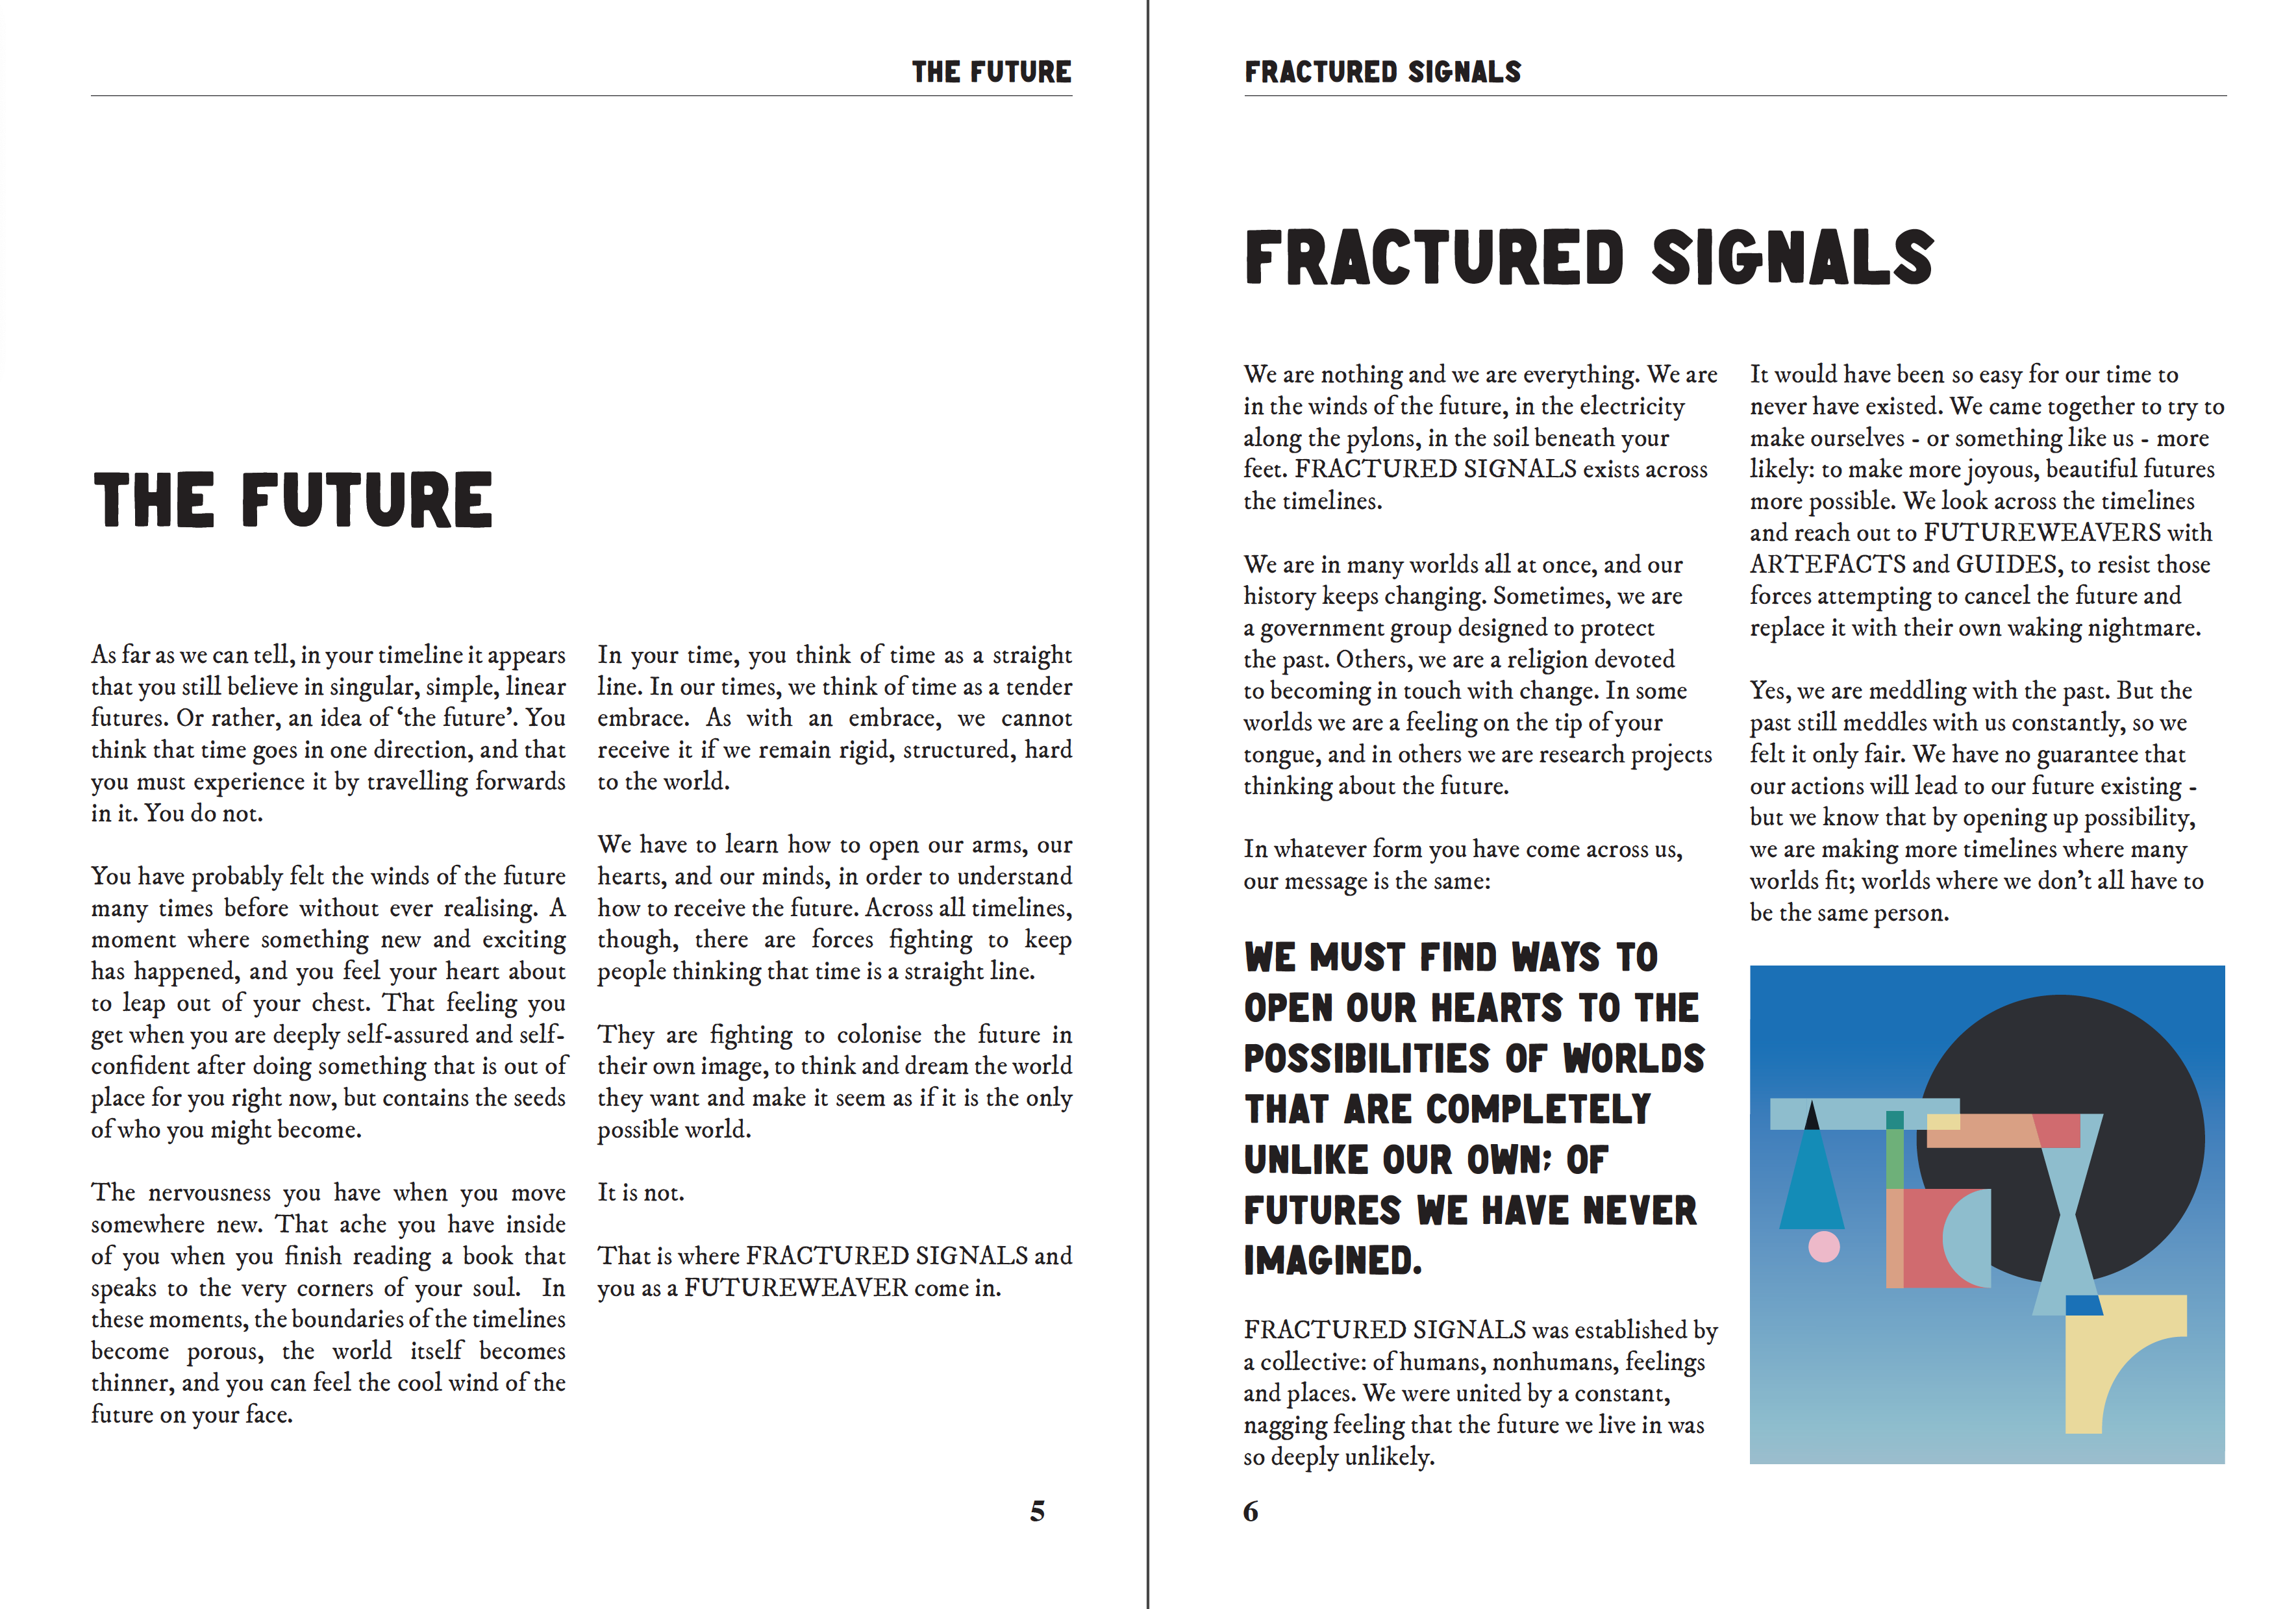 THE FUTURE
THE FUTURE
As far as we can tell, in your timeline it appears
that you still believe in singular, simple, linear
futures. Or rather, an idea of ‘the future’. You
think that time goes in one direction, and that
you must experience it by travelling forwards
in it. You do not.
You have probably felt the winds of the future
many times before without ever realising. A
moment where something new and exciting
has happened, and you feel your heart about
to leap out of your chest. That feeling you
get when you are deeply self-assured and self-
confident after doing something that is out of
place for you right now, but contains the seeds
of who you might become.
The nervousness you have when you move
somewhere new. That ache you have inside
of you when you finish reading a book that
speaks to the very corners of your soul. In
these moments, the boundaries of the timelines
become porous, the world itself becomes
thinner, and you can feel the cool wind of the
future on your face.
In your time, you think of time as a straight
line. In our times, we think of time as a tender
embrace. As with an embrace, we cannot
receive it if we remain rigid, structured, hard
to the world.
We have to learn how to open our arms, our
hearts, and our minds, in order to understand
how to receive the future. Across all timelines,
though, there are forces fighting to keep
people thinking that time is a straight line.
They are fighting to colonise the future in
their own image, to think and dream the world
they want and make it seem as if it is the only
possible world.
It is not.
That is where FRACTURED SIGNALS and
you as a FUTUREWEAVER come in.
5
FRACTURED SIGNALS
FRACTURED SIGNALS
We are nothing and we are everything. We are
in the winds of the future, in the electricity
along the pylons, in the soil beneath your
feet. FRACTURED SIGNALS exists across
the timelines.
We are in many worlds all at once, and our
history keeps changing. Sometimes, we are
a government group designed to protect
the past. Others, we are a religion devoted
to becoming in touch with change. In some
worlds we are a feeling on the tip of your
tongue, and in others we are research projects
thinking about the future.
In whatever form you have come across us,
our message is the same:
WE MUST FIND WAYS TO
OPEN OUR HEARTS TO THE
POSSIBILITIES OF WORLDS
THAT ARE COMPLETELY
UNLIKE OUR OWN; OF
FUTURES WE HAVE NEVER
IMAGINED.
FRACTURED SIGNALS was established by
a collective: of humans, nonhumans, feelings
and places. We were united by a constant,
nagging feeling that the future we live in was
so deeply unlikely.
It would have been so easy for our time to
never have existed. We came together to try to
make ourselves - or something like us - more
likely: to make more joyous, beautiful futures
more possible. We look across the timelines
and reach out to FUTUREWEAVERS with
ARTEFACTS and GUIDES, to resist those
forces attempting to cancel the future and
replace it with their own waking nightmare.
Yes, we are meddling with the past. But the
past still meddles with us constantly, so we
felt it only fair. We have no guarantee that
our actions will lead to our future existing -
but we know that by opening up possibility,
we are making more timelines where many
worlds fit; worlds where we don’t all have to
be the same person.
6